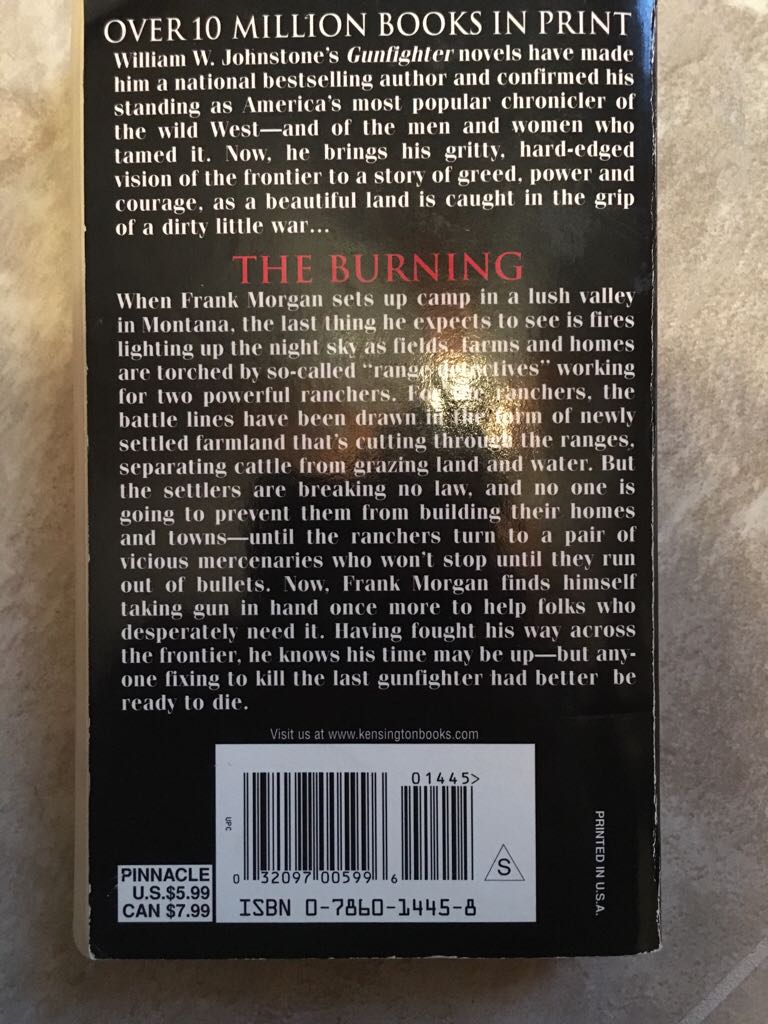 OVER 10 MILLION BOOKS IN PRINT
William W. Johnstone's Gunfighter novels have made
him a national bestselling author and confirmed his
standing as America's most popular chronicler of
the wild West—and of the men and women who
tamed it. Now, he brings his gritty, hard-edged
vision of the frontier to a story of greed, power and
courage, as a beautiful land is caught in the grip
of a dirty little war...
THE BURNING
When Frank Morgan sets up camp in a lush valley
in Montana, the last thing he expects to see is fires
lighting up the night sky as fields, farms and homes
are torched by so-called "range detectives" working
for two powerful ranchers. For the ranchers, the
battle lines have been drawn in the form of newly
settled farmland that's cutting through the ranges,
separating cattle from grazing land and water. But
the settlers are breaking no law, and no one is
going to prevent them from building their homes
and towns—until the ranchers turn to a pair of
vicious mercenaries who won't stop until they run
out of bullets. Now, Frank Morgan finds himself
taking gun in hand once more to help folks who
desperately need it. Having fought his way across
the frontier, he knows his time may be up—but any-
one fixing to kill the last gunfighter had better be
ready to die.
Visit us at www.kensingtonbooks.com
01445>
UPC
S
0 32097 00599 6
ISBN 0-7860-1445-8
PINNACLE
U.S.$5.99
CAN $7.99
PRINTED IN U.S.A.